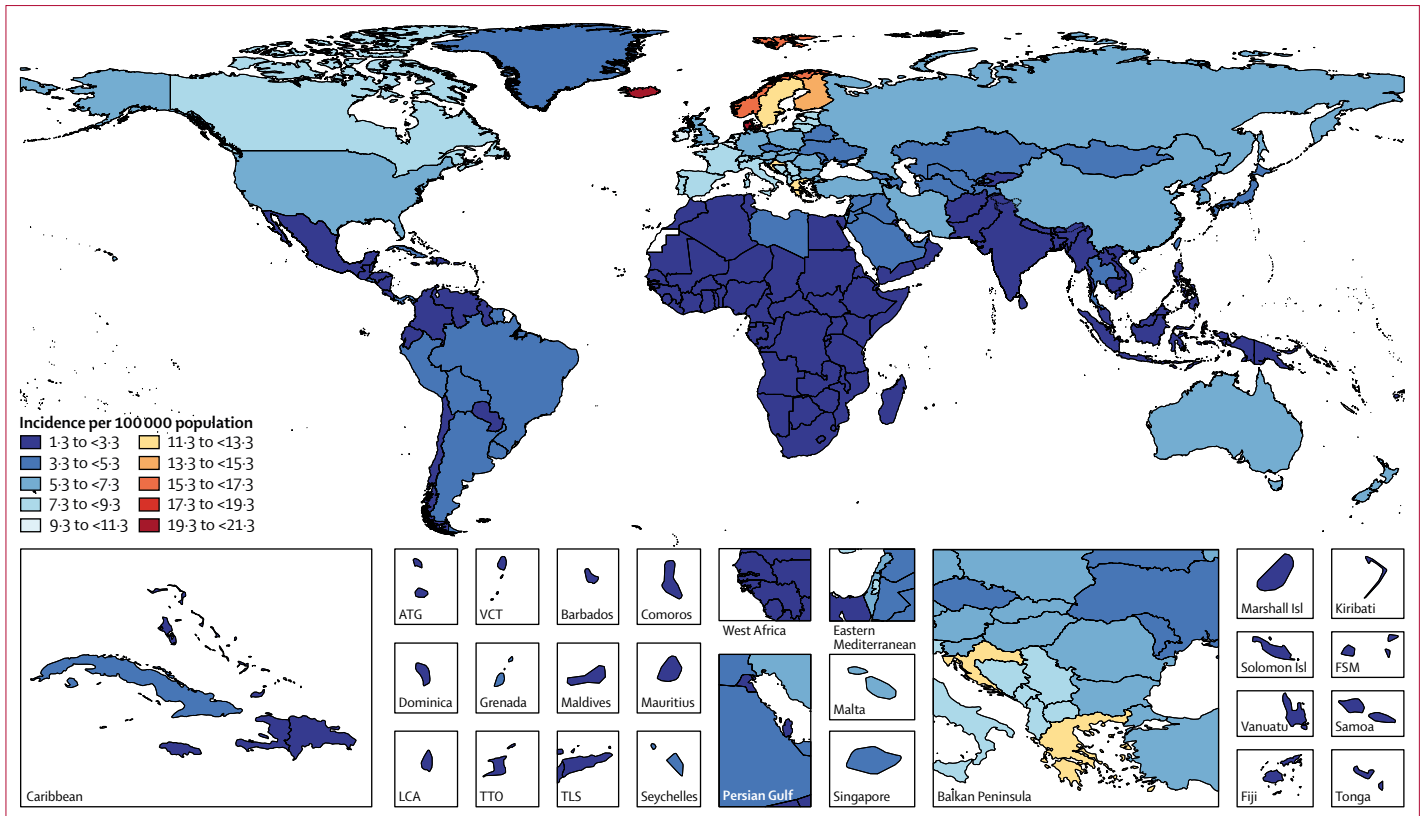 Incidence per 100 000 population
1·3 to <3·3
3·3 to <5·3
5·3 to <7·3
7·3 to <9·3
9·3 to <11·3
11·3 to <13·3
13·3 to <15·3
15·3 to <17·3
17·3 to <19·3
19·3 to <21·3
Caribbean
ATG
VCT
Barbados
Comoros
West Africa
Eastern
Mediterranean
Dominica
Grenada
Maldives
Mauritius
Malta
LCA
TTO
TLS
Seychelles
Persian Gulf
Singapore
Balkan Peninsula
Marshall Isl
Kiribati
Solomon Isl
FSM
Vanuatu
Samoa
Fiji
Tonga